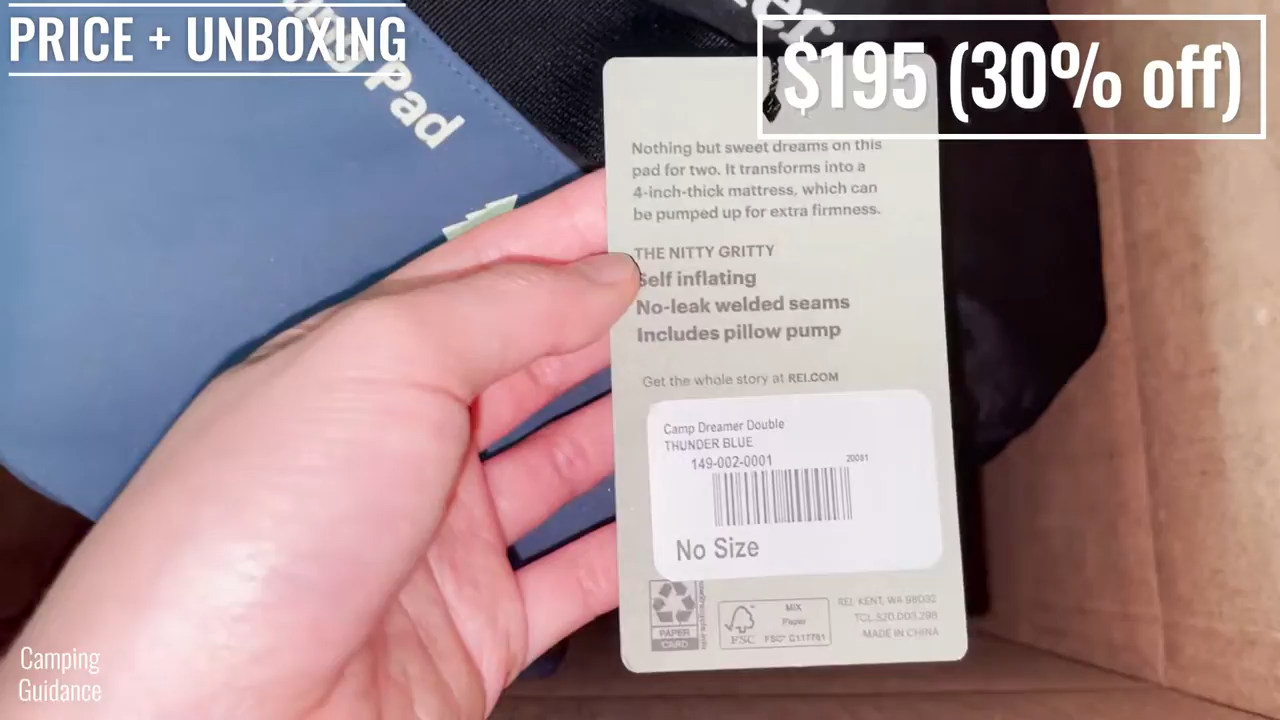 PRICE + UNBOXING
$195 (30% off)
Pad
Nothing but sweet dreams on this
pad for two. It transforms into a
4-inch-thick mattress, which can
be pumped up for extra firmness.
THE NITTY GRITTY
Self inflating
No-leak welded seams
Includes pillow pump
Get the whole story at REI.COM
Camp Dreamer Double
THUNDER BLUE
149-002-0001
20081
No Size
PAPER
CARD
FSC
MIX
Paper
FSC® C117781
REI, KENT, WA 98032
MADE IN CHINA
Camping
Guidance